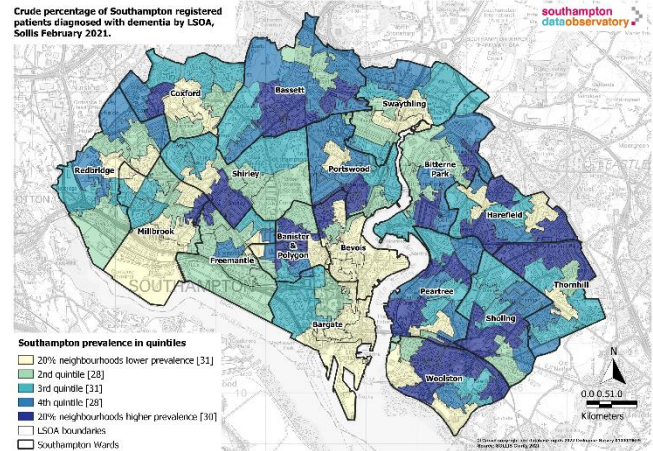 Crude percentage of Southampton registered
patients diagnosed with dementia by LSOA,
Sollis February 2021.
southampton
dataobservatory
Coxford
Bassett
Swaythling
Redbridge
Shirley
Portswood
Bitterne
Park
Harefield
Millbrook
Freemantle
Banister
&
Polygon
Bevois
Bargate
Peartree
Sholing
Thornhill
Woolston
SOUTHAMPTON
Southampton prevalence in quintiles
20% neighbourhoods lower prevalence [31]
2nd quintile [28]
3rd quintile [31]
4th quintile [28]
20% neighbourhoods higher prevalence [30]
LSOA boundaries
Southampton Wards
N
0.0 0.51.0
Kilometers